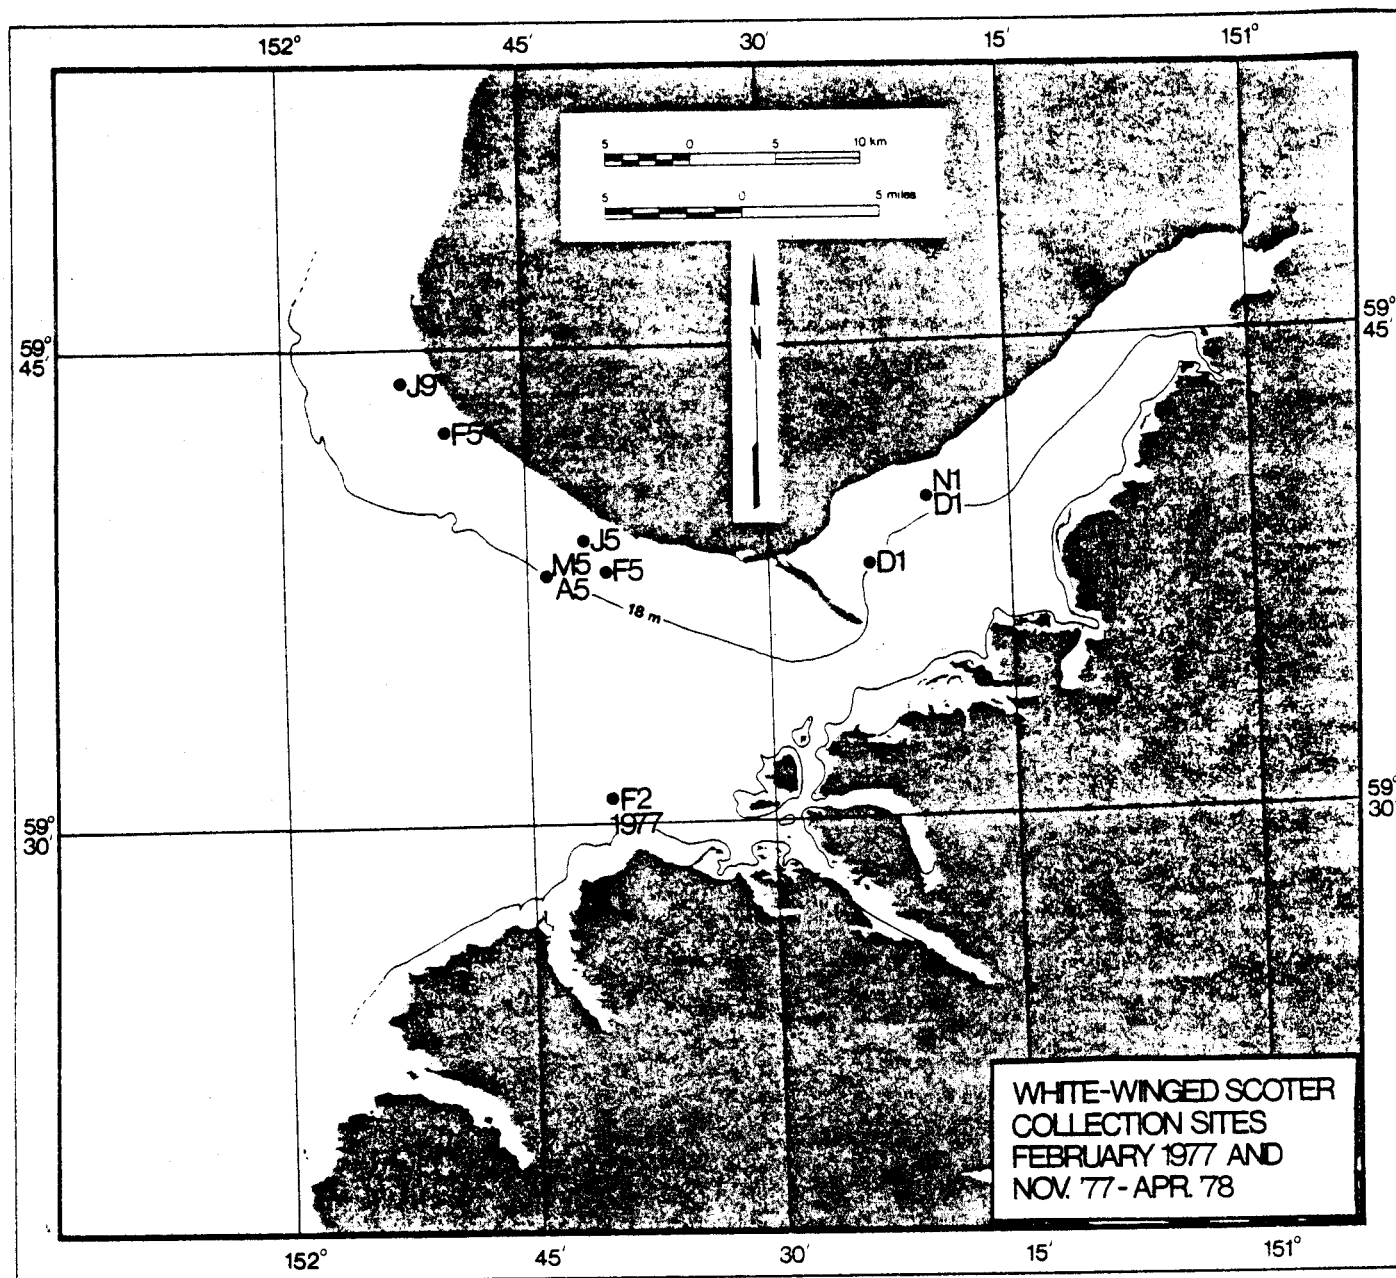 152° 45′ 30′ 15′ 151°
5 0 5 10 km
5 0 5 miles
N
59° 45′
59° 45′
J9
F5
N1
D1
J5
M5
A5
F5
D1
18 m
F2
1977
59° 30′
59° 30′
WHITE-WINGED SCOTER
COLLECTION SITES
FEBRUARY 1977 AND
NOV. '77 - APR. 78
152° 45′ 30′ 15′ 151°